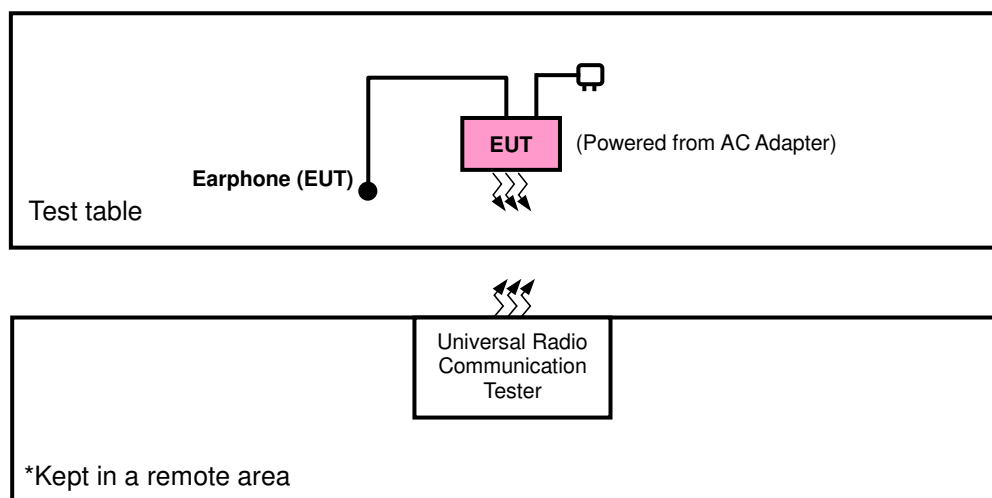 EUT
(Powered from AC Adapter)
Earphone (EUT)
Test table
Universal Radio
Communication
Tester
*Kept in a remote area